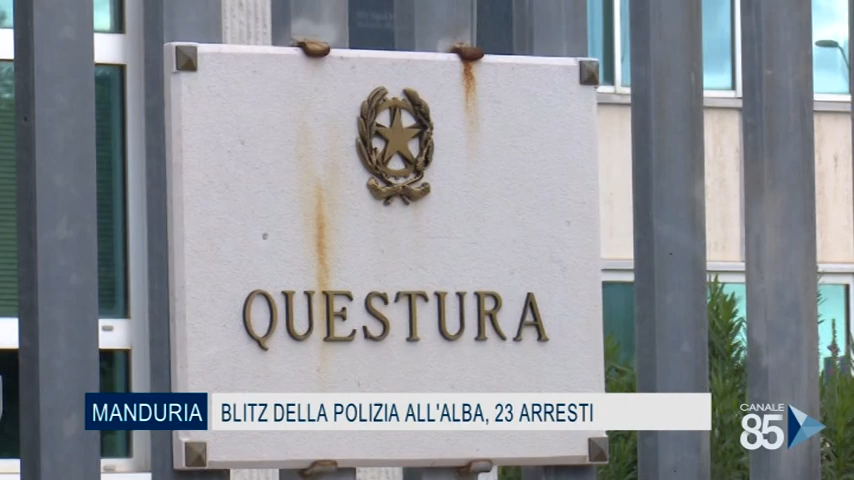 QUESTURA
MANDURIA BLITZ DELLA POLIZIA ALL'ALBA, 23 ARRESTI
CANALE
85